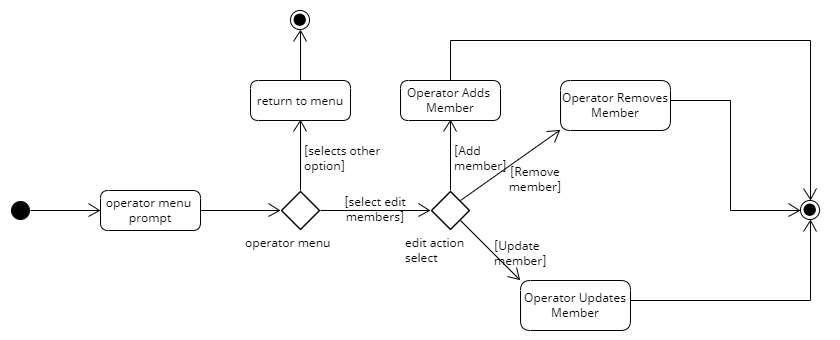 return to menu
Operator Adds
Member
Operator Removes
Member
[selects other
option]
[Add
member]
[Remove
member]
operator menu
prompt
[select edit
members]
operator menu
edit action
select
[Update
member]
Operator Updates
Member